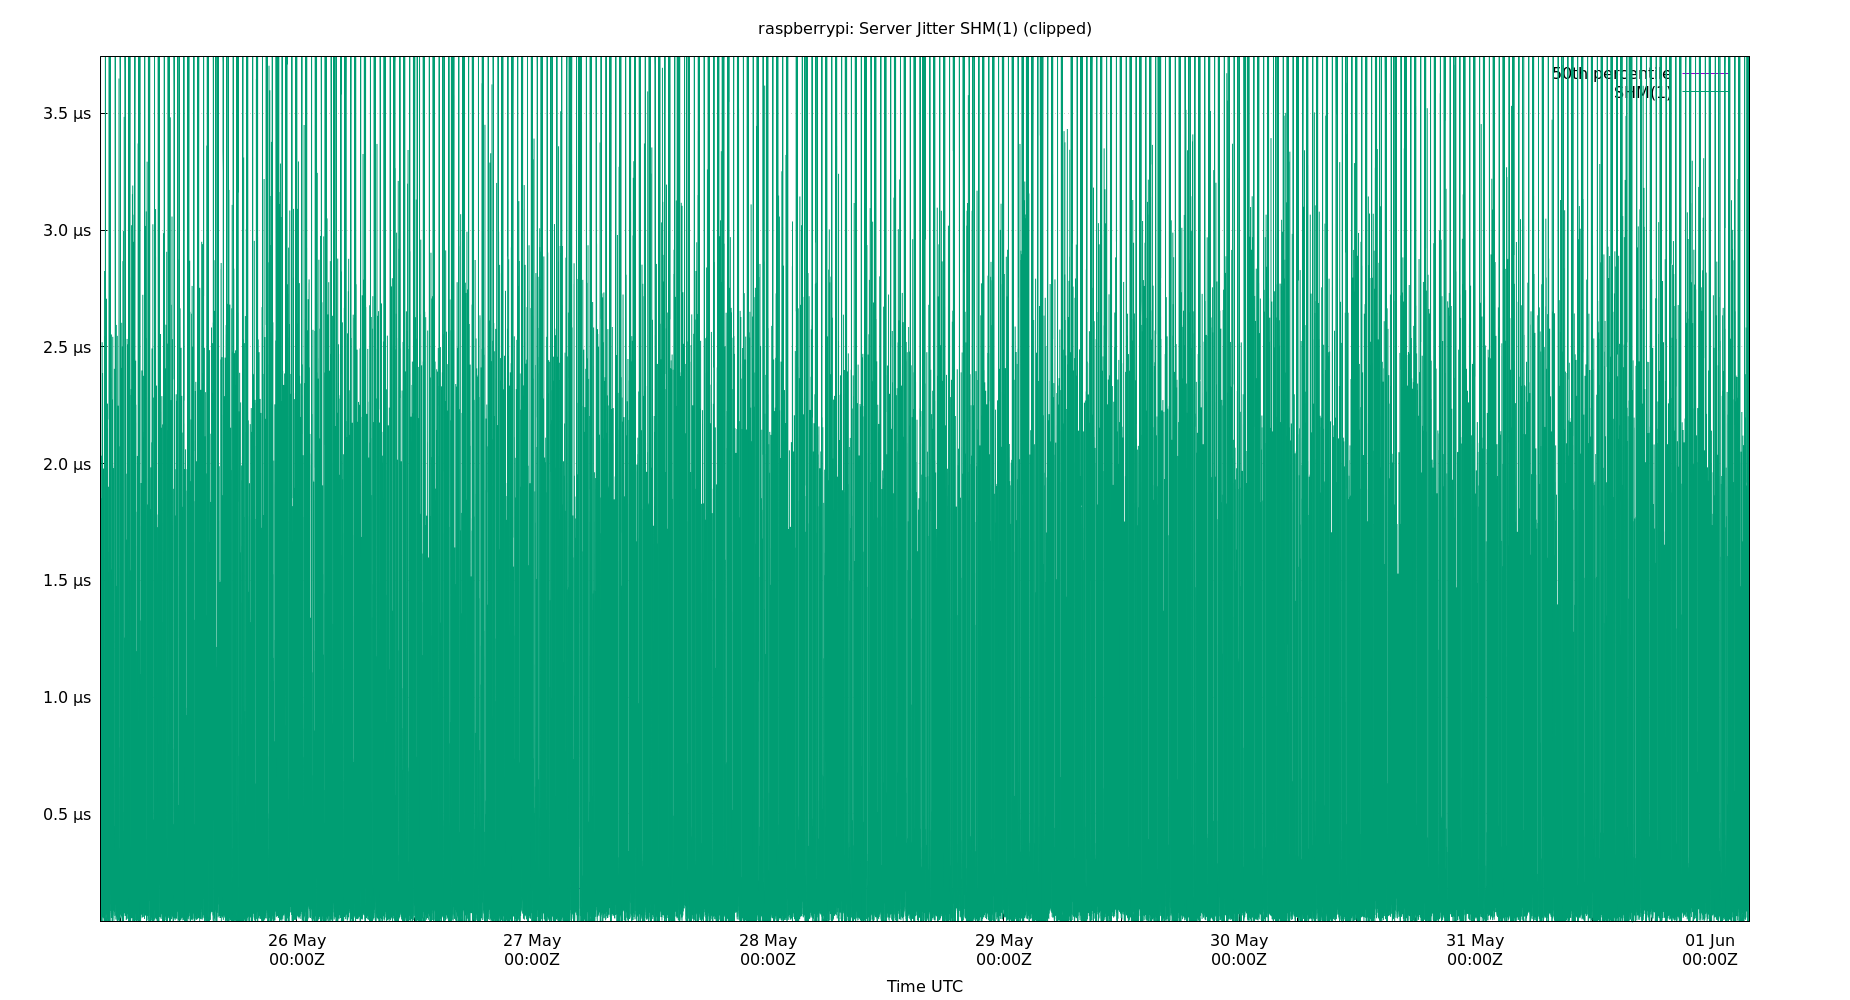 raspberrypi: Server Jitter SHM(1) (clipped)
50th percentile
SHM(1)
3.5 µs
3.0 µs
2.5 µs
2.0 µs
1.5 µs
1.0 µs
0.5 µs
26 May 27 May 28 May 29 May 30 May 31 May 01 Jun
00:00Z 00:00Z 00:00Z 00:00Z 00:00Z 00:00Z 00:00Z
Time UTC